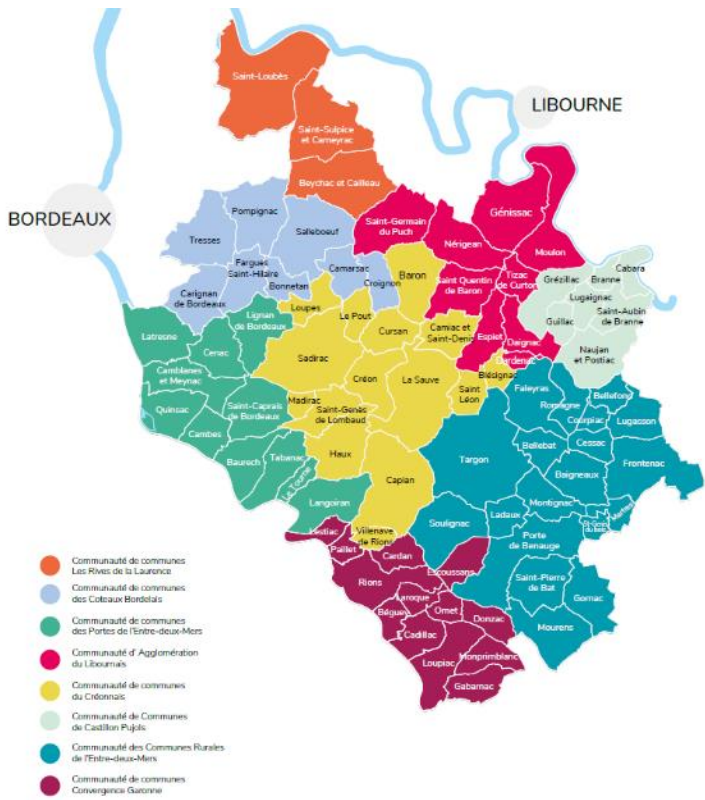 LIBOURNE
BORDEAUX
Saint-Loubès
Saint-Sulpice
et Cameyrac
Beychac et Cailleau
Pompignac
Tresses
Salleboeuf
Fargues
Saint-Hilaire
Carignan
de Bordeaux
Bonnetan
Camarsac
Croignon
Saint-Germain
du Puch
Génissac
Nérigean
Moulon
Saint Quentin
de Baron
Tizac
de Curton
Espiet
Daignac
Dardenac
Baron
Loupes
Le Pout
Cursan
Camiac et
Saint-Denis
Sadirac
Créon
La Sauve
Blésignac
Saint
Léon
Madirac
Saint-Genès
de Lombaud
Haux
Capian
Villenave
de Rions
Grézillac
Branne
Cabara
Lugaignac
Guillac
Saint-Aubin
de Branne
Naujan
et Postiac
Latresne
Lignan
de Bordeaux
Cenac
Camblanes
et Meynac
Quinsac
Saint-Caprais
de Bordeaux
Cambes
Baurech
Tabanac
Le Tourne
Langoiran
Faleyras
Romagne
Bellefond
Courpiac
Lugasson
Bellebat
Cessac
Targon
Baigneaux
Frontenac
Montignac
Martres
Ladaux
Soulignac
St-Genis
du bois
Porte
de Benauge
Saint-Pierre
de Bat
Gornac
Mourens
Lestiac
Paillet
Cardan
Escoussans
Rions
Laroque
Béguey
Omet
Donzac
Cadillac
Loupiac
Monprimblanc
Gabarnac
Communauté de communes
Les Rives de la Laurence
Communauté de communes
des Coteaux Bordelais
Communauté de communes
des Portes de l'Entre-deux-Mers
Communauté d' Agglomération
du Libournais
Communauté de communes
du Créonnais
Communauté de Communes
de Castillon Pujols
Communauté des Communes Rurales
de l'Entre-deux-Mers
Communauté de communes
Convergence Garonne